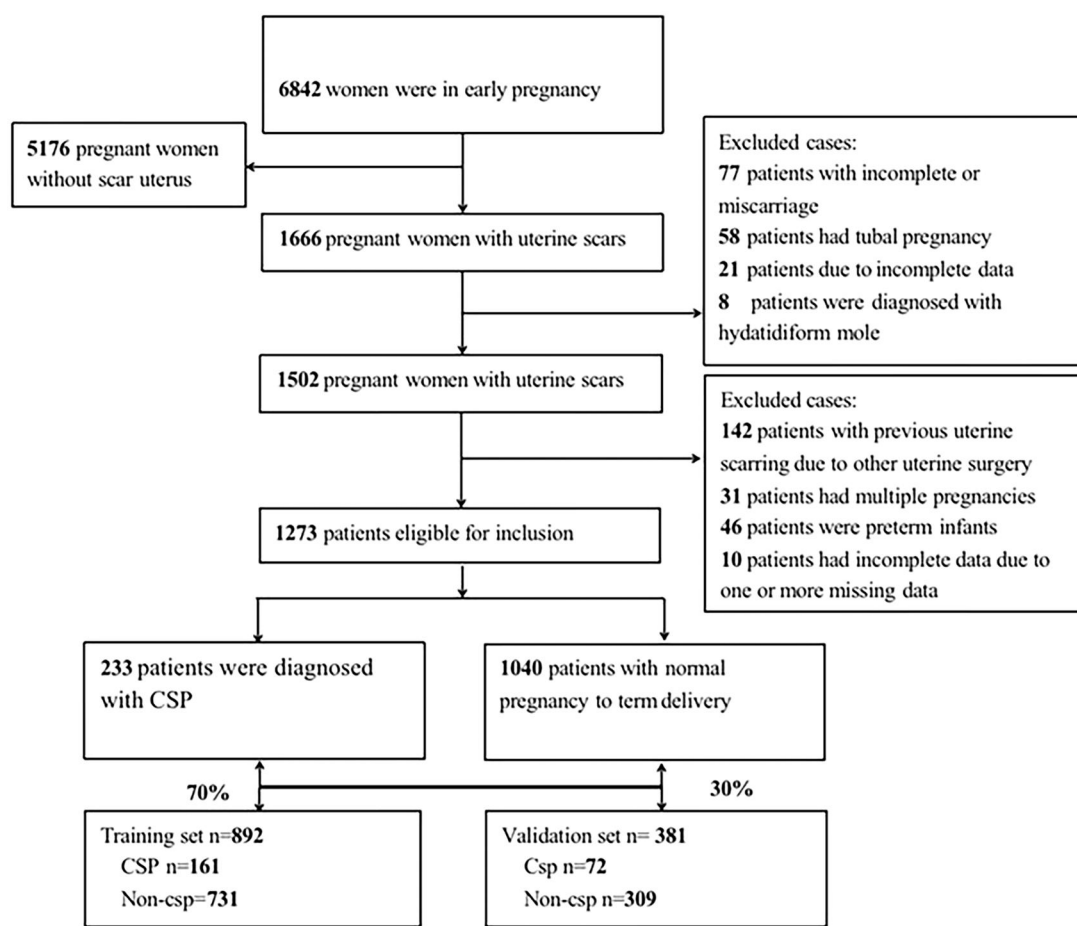 6842 women were in early pregnancy
5176 pregnant women
without scar uterus
Excluded cases:
77 patients with incomplete or
miscarriage
58 patients had tubal pregnancy
21 patients due to incomplete data
8 patients were diagnosed with
hydatidiform mole
1666 pregnant women with uterine scars
1502 pregnant women with uterine scars
Excluded cases:
142 patients with previous uterine
scarring due to other uterine surgery
31 patients had multiple pregnancies
46 patients were preterm infants
10 patients had incomplete data due to
one or more missing data
1273 patients eligible for inclusion
233 patients were diagnosed
with CSP
1040 patients with normal
pregnancy to term delivery
70%
30%
Training set n=892
CSP n=161
Non-csp=731
Validation set n= 381
Csp n=72
Non-csp n=309